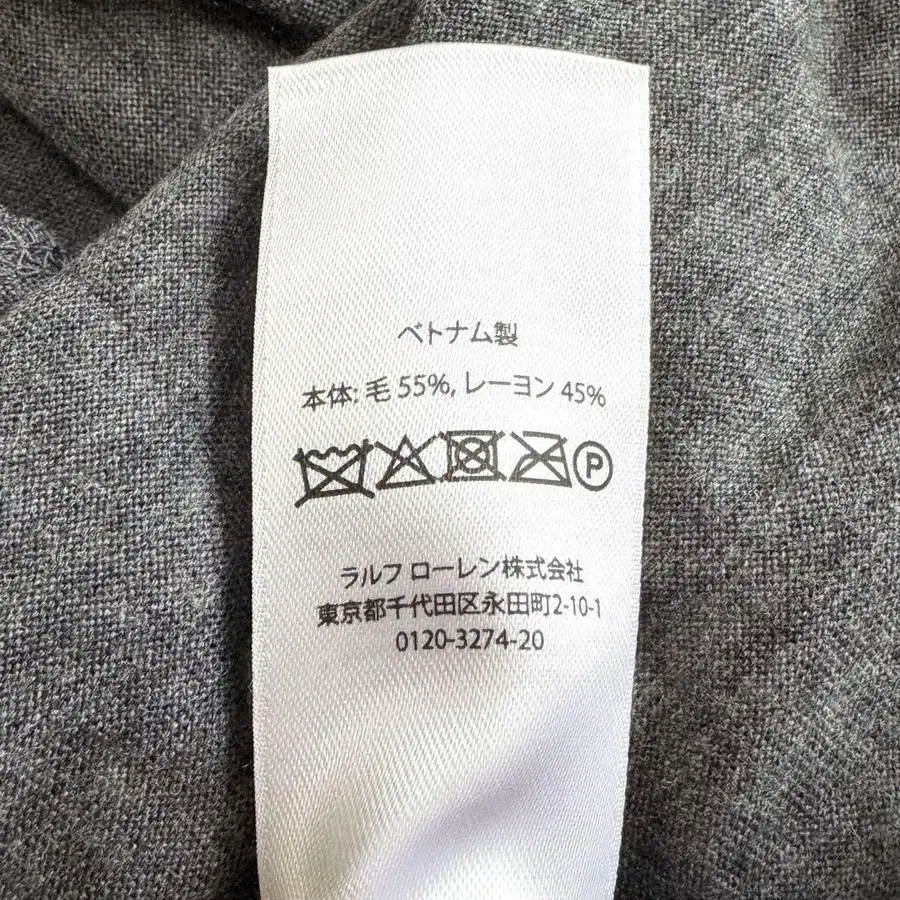 ベトナム製
本体: 毛 55%, レーヨン 45%
P
ラルフ ローレン株式会社
東京都千代田区永田町2-10-1
0120-3274-20